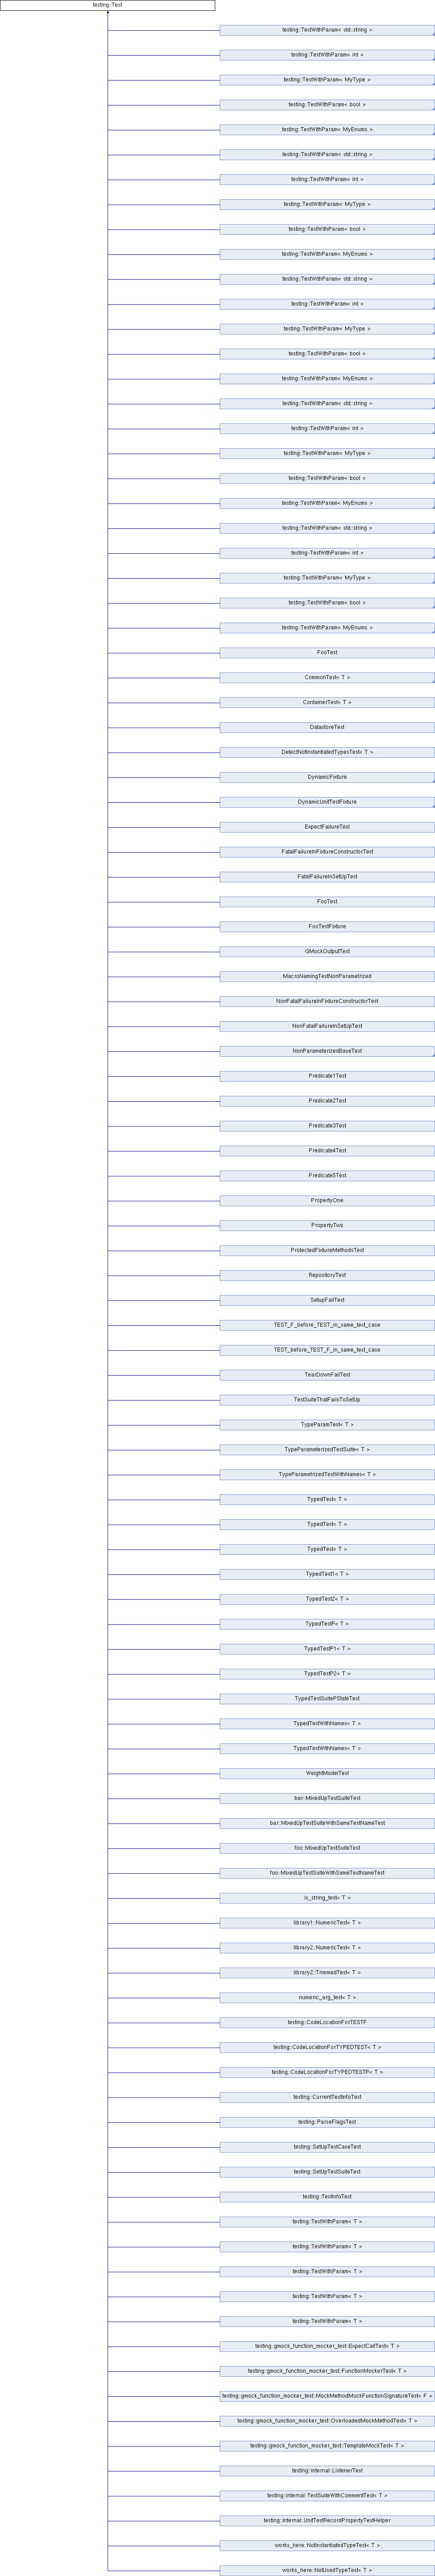 testing::Test
testing::TestWithParam< std::string >
testing::TestWithParam< int >
testing::TestWithParam< MyType >
testing::TestWithParam< bool >
testing::TestWithParam< MyEnums >
testing::TestWithParam< std::string >
testing::TestWithParam< int >
testing::TestWithParam< MyType >
testing::TestWithParam< bool >
testing::TestWithParam< MyEnums >
testing::TestWithParam< std::string >
testing::TestWithParam< int >
testing::TestWithParam< MyType >
testing::TestWithParam< bool >
testing::TestWithParam< MyEnums >
testing::TestWithParam< std::string >
testing::TestWithParam< int >
testing::TestWithParam< MyType >
testing::TestWithParam< bool >
testing::TestWithParam< MyEnums >
testing::TestWithParam< std::string >
testing::TestWithParam< int >
testing::TestWithParam< MyType >
testing::TestWithParam< bool >
testing::TestWithParam< MyEnums >
FooTest
CommonTest< T >
ContainerTest< T >
DatastoreTest
DetectNotInstantiatedTypesTest< T >
DynamicFixture
DynamicUnitTestFixture
ExpectFailureTest
FatalFailureInFixtureConstructorTest
FatalFailureInSetUpTest
FooTest
FooTestFixture
GMockOutputTest
MacroNamingTestNonParametrized
NonFatalFailureInFixtureConstructorTest
NonFatalFailureInSetUpTest
NonParameterizedBaseTest
Predicate1Test
Predicate2Test
Predicate3Test
Predicate4Test
Predicate5Test
PropertyOne
PropertyTwo
ProtectedFixtureMethodsTest
RepositoryTest
SetupFailTest
TEST_F_before_TEST_in_same_test_case
TEST_before_TEST_F_in_same_test_case
TearDownFailTest
TestSuiteThatFailsToSetUp
TypeParamTest< T >
TypeParameterizedTestSuite< T >
TypeParametrizedTestWithNames< T >
TypedTest< T >
TypedTest< T >
TypedTest< T >
TypedTest1< T >
TypedTest2< T >
TypedTestP< T >
TypedTestP1< T >
TypedTestP2< T >
TypedTestSuitePStateTest
TypedTestWithNames< T >
TypedTestWithNames< T >
WeightModelTest
bar::MixedUpTestSuiteTest
bar::MixedUpTestSuiteWithSameTestNameTest
foo::MixedUpTestSuiteTest
foo::MixedUpTestSuiteWithSameTestNameTest
is_string_test< T >
library1::NumericTest< T >
library2::NumericTest< T >
library2::TrimmedTest< T >
numeric_arg_test< T >
testing::CodeLocationForTESTF
testing::CodeLocationForTYPEDTEST< T >
testing::CodeLocationForTYPEDTESTP< T >
testing::CurrentTestInfoTest
testing::ParseFlagsTest
testing::SetUpTestCaseTest
testing::SetUpTestSuiteTest
testing::TestInfoTest
testing::TestWithParam< T >
testing::TestWithParam< T >
testing::TestWithParam< T >
testing::TestWithParam< T >
testing::TestWithParam< T >
testing::gmock_function_mocker_test::ExpectCallTest< T >
testing::gmock_function_mocker_test::FunctionMockerTest< T >
testing::gmock_function_mocker_test::MockMethodMockFunctionSignatureTest< F >
testing::gmock_function_mocker_test::OverloadedMockMethodTest< T >
testing::gmock_function_mocker_test::TemplateMockTest< T >
testing::internal::ListenerTest
testing::internal::TestSuiteWithCommentTest< T >
testing::internal::UnitTestRecordPropertyTestHelper
works_here::NotInstantiatedTypeTest< T >
works_here::NotUsedTypeTest< T >